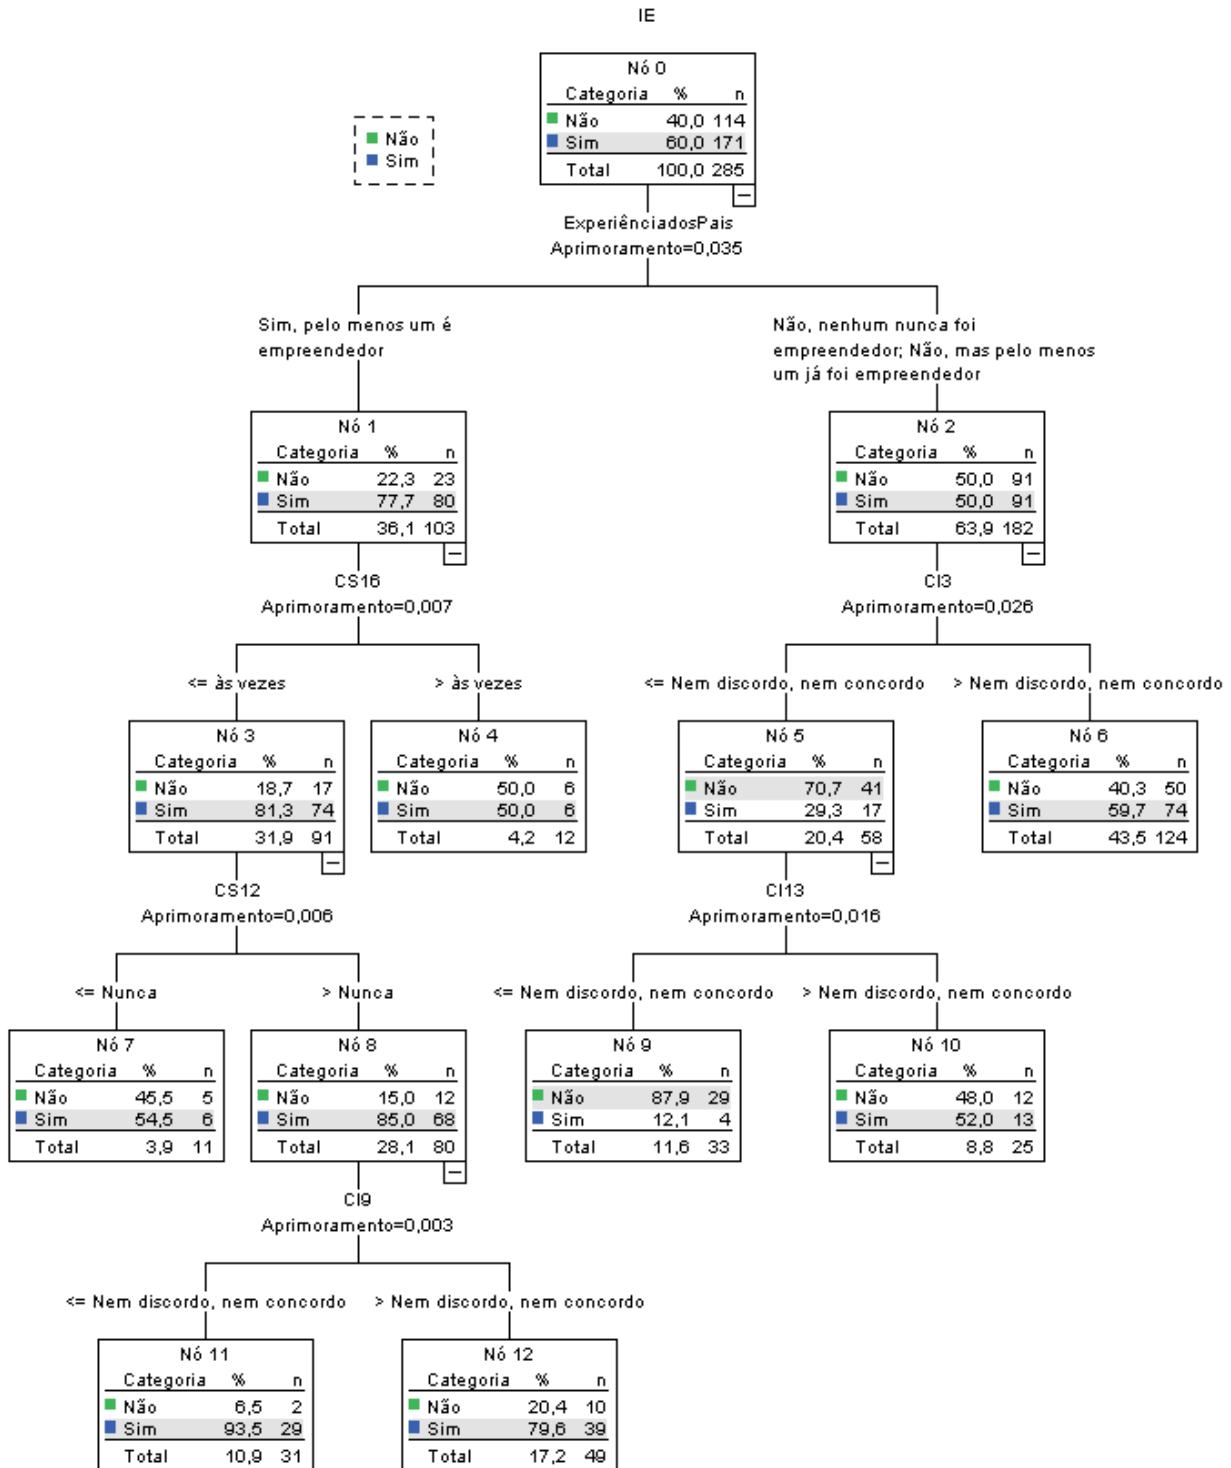 IE
Nó 0
Categoria % n
Não 40,0 114
Sim 60,0 171
Total 100,0 285
Não
Sim
ExperiênciadosPais
Aprimoramento=0,035
Sim, pelo menos um é
empreendedor
Não, nenhum nunca foi
empreendedor; Não, mas pelo menos
um já foi empreendedor
Nó 1
Categoria % n
Não 22,3 23
Sim 77,7 80
Total 36,1 103
Nó 2
Categoria % n
Não 50,0 91
Sim 50,0 91
Total 63,9 182
CS16
Aprimoramento=0,007
CI3
Aprimoramento=0,026
<= às vezes
> às vezes
<= Nem discordo, nem concordo
> Nem discordo, nem concordo
Nó 3
Categoria % n
Não 18,7 17
Sim 81,3 74
Total 31,9 91
Nó 4
Categoria % n
Não 50,0 6
Sim 50,0 6
Total 4,2 12
Nó 5
Categoria % n
Não 70,7 41
Sim 29,3 17
Total 20,4 58
Nó 6
Categoria % n
Não 40,3 50
Sim 59,7 74
Total 43,5 124
CS12
Aprimoramento=0,006
CI13
Aprimoramento=0,016
<= Nunca
> Nunca
<= Nem discordo, nem concordo
> Nem discordo, nem concordo
Nó 7
Categoria % n
Não 45,5 5
Sim 54,5 6
Total 3,9 11
Nó 8
Categoria % n
Não 15,0 12
Sim 85,0 68
Total 28,1 80
Nó 9
Categoria % n
Não 87,9 29
Sim 12,1 4
Total 11,6 33
Nó 10
Categoria % n
Não 48,0 12
Sim 52,0 13
Total 8,8 25
CI9
Aprimoramento=0,003
<= Nem discordo, nem concordo
> Nem discordo, nem concordo
Nó 11
Categoria % n
Não 6,5 2
Sim 93,5 29
Total 10,9 31
Nó 12
Categoria % n
Não 20,4 10
Sim 79,6 39
Total 17,2 49